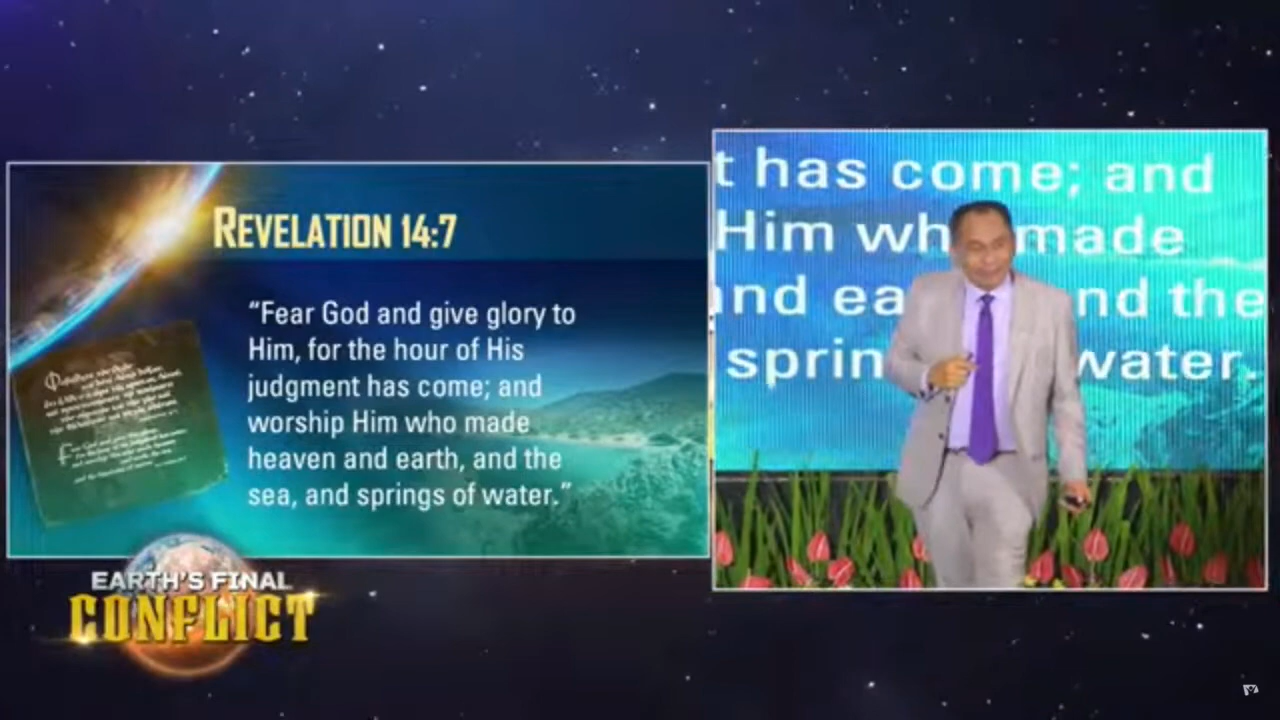 REVELATION 14:7
“Fear God and give glory to
Him, for the hour of His
judgment has come; and
worship Him who made
heaven and earth, and the
sea, and springs of water.”
EARTH'S FINAL
CONFLICT
t has come; and
Him wh made
and ea nd the
sprin water.